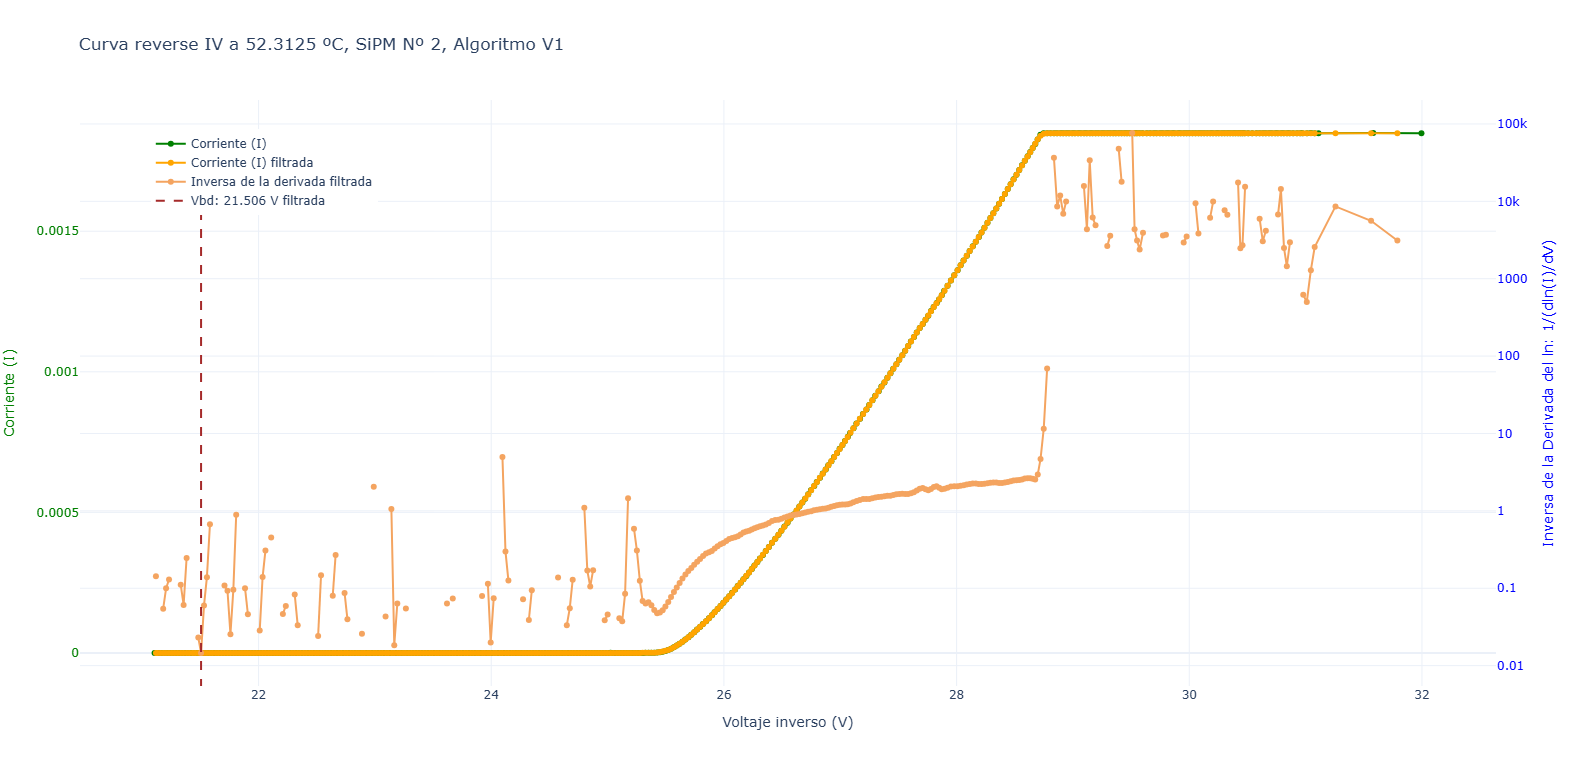 Curva reverse IV a 52.3125 ºC, SiPM Nº 2, Algoritmo V1
Corriente (I)
Corriente (I) filtrada
Inversa de la derivada filtrada
Vbd: 21.506 V filtrada
0.0015
0.001
0.0005
0
Corriente (I)
100k
10k
1000
100
10
1
0.1
0.01
Inversa de la Derivada del ln: 1/(dln(I)/dV)
22
24
26
28
30
32
Voltaje inverso (V)